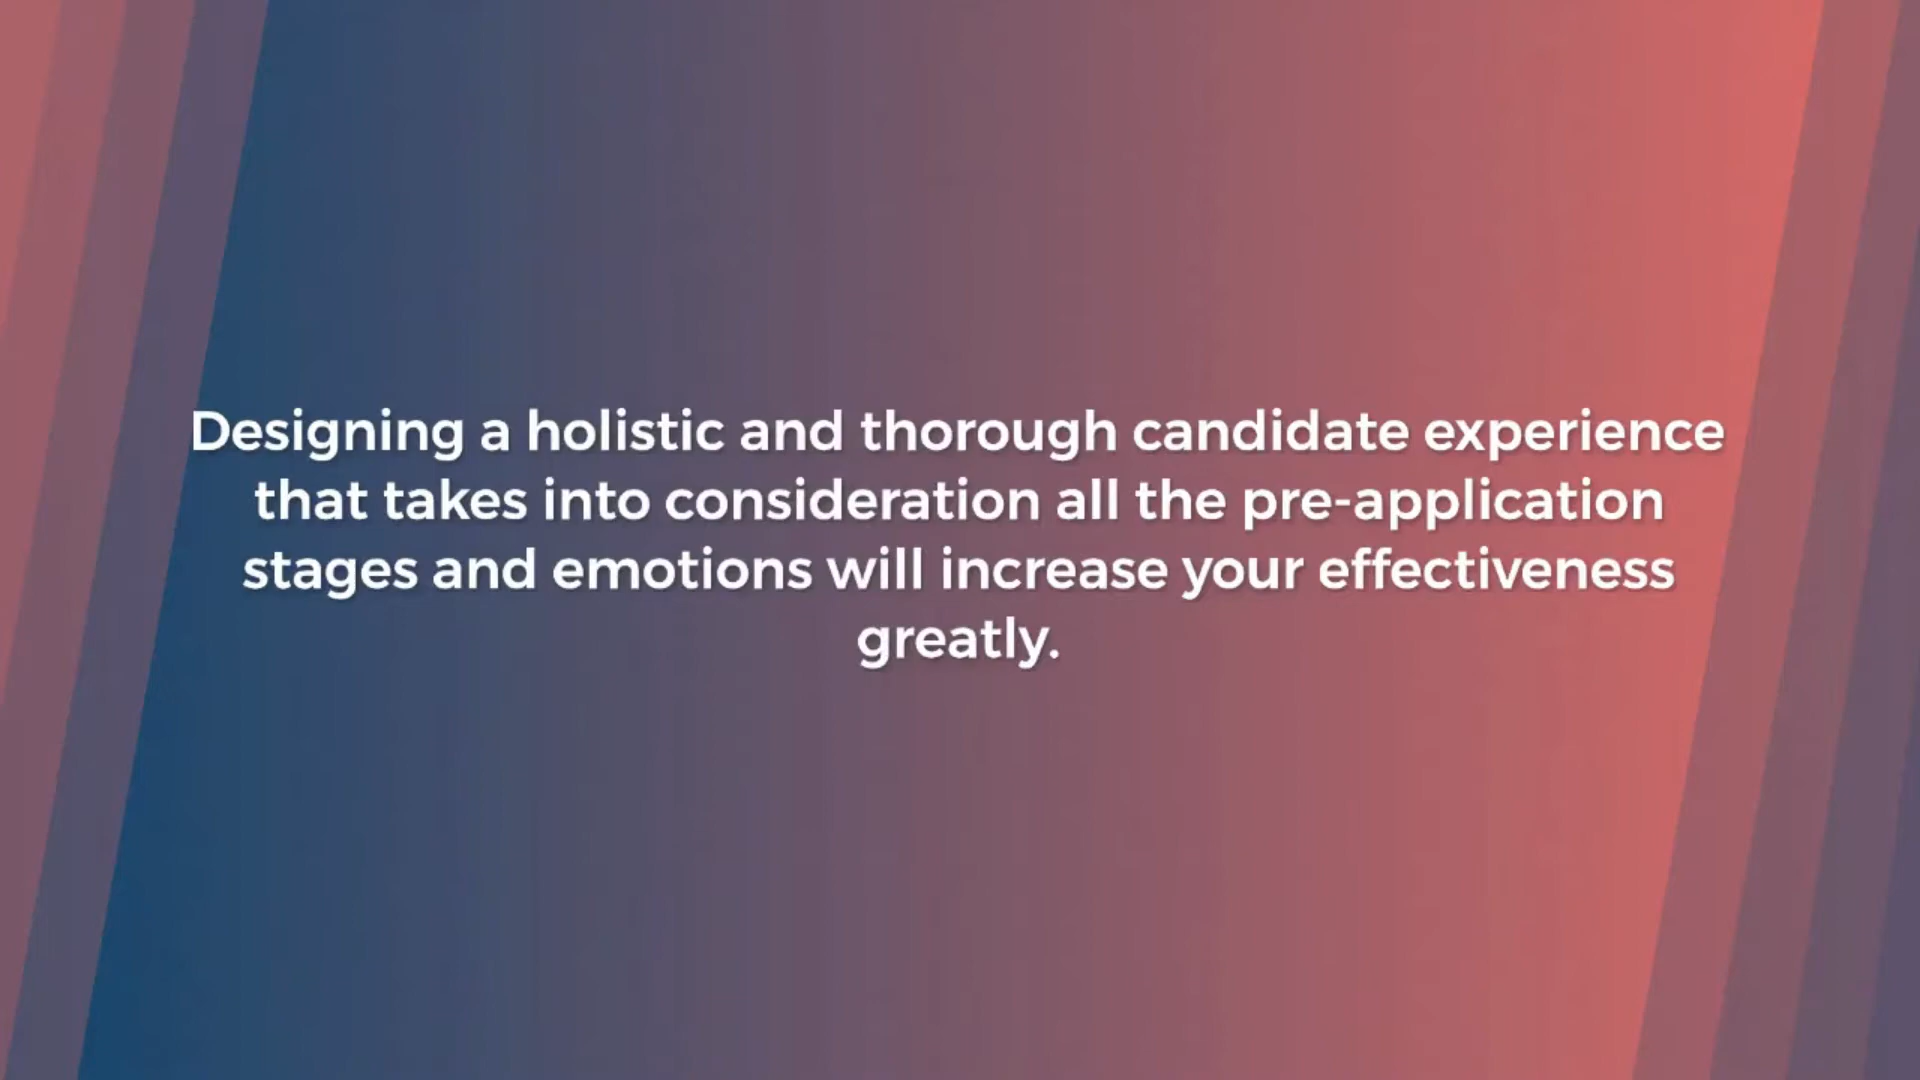 Designing a holistic and thorough candidate experience
that takes into consideration all the pre-application
stages and emotions will increase your effectiveness
greatly.